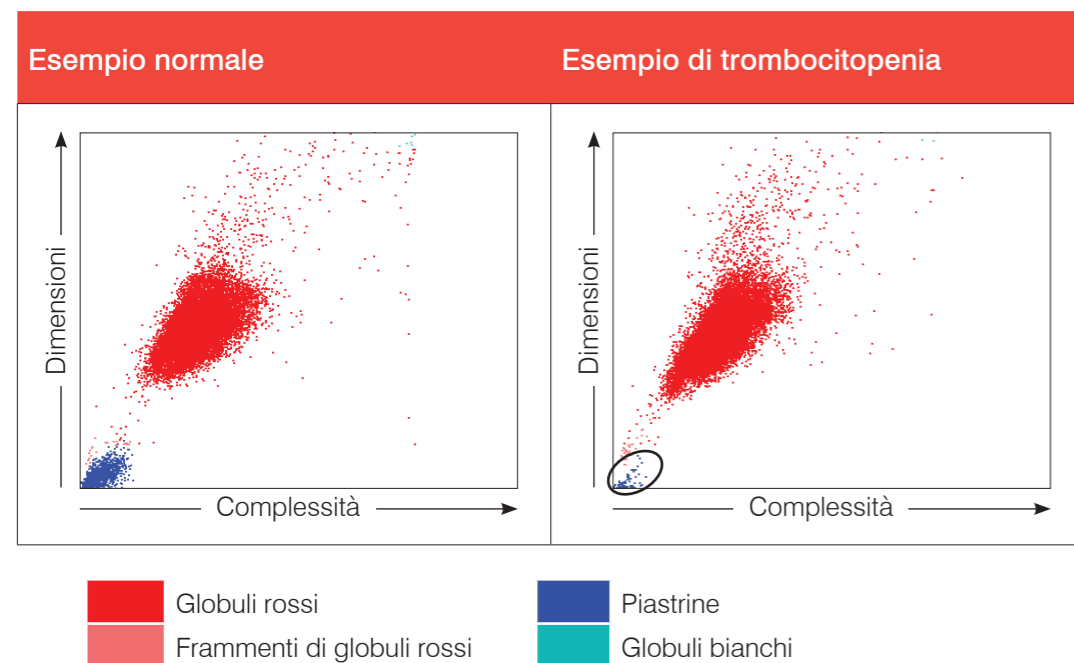 Esempio normale
Esempio di trombocitopenia
Dimensioni
Complessità
Dimensioni
Complessità
Globuli rossi
Frammenti di globuli rossi
Piastrine
Globuli bianchi